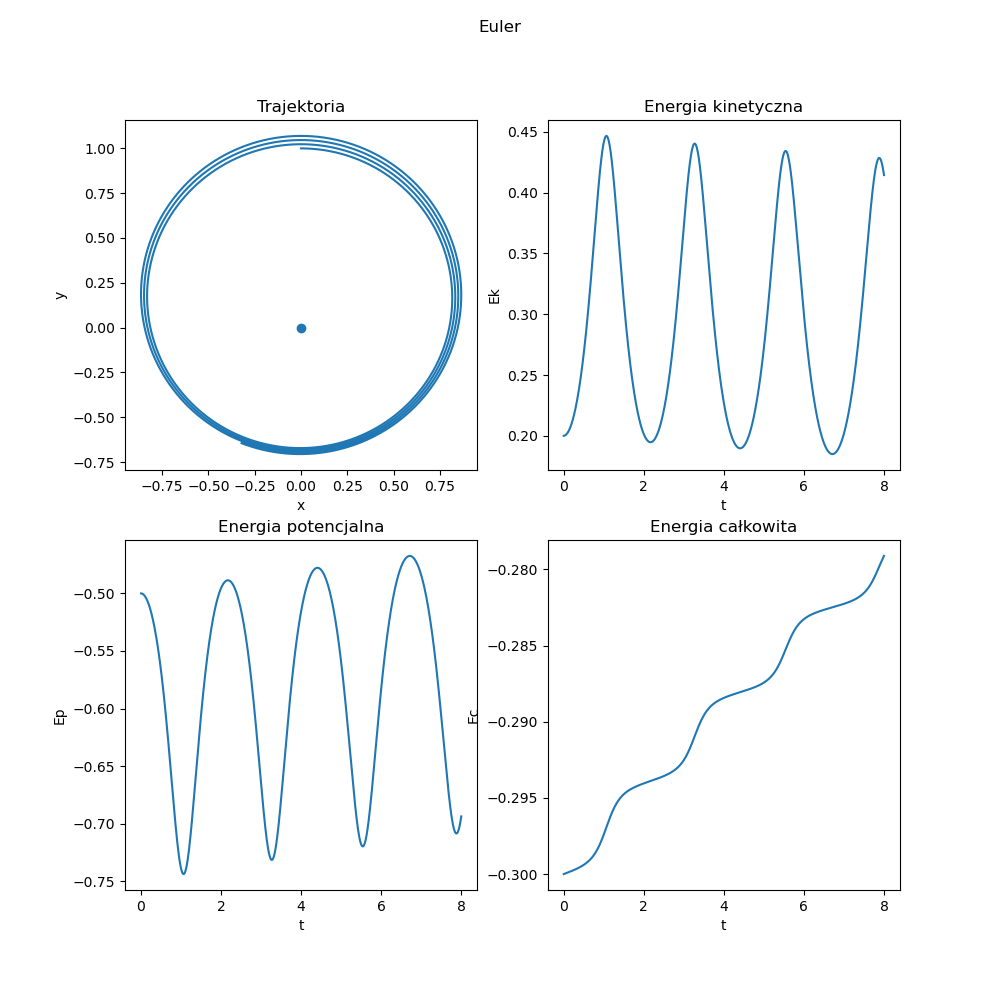 Euler
Trajektoria
y
1.00
0.75
0.50
0.25
0.00
−0.25
−0.50
−0.75
−0.75 −0.50 −0.25 0.00 0.25 0.50 0.75
x
Energia kinetyczna
Ek
0.45
0.40
0.35
0.30
0.25
0.20
0 2 4 6 8
t
Energia potencjalna
Ep
−0.50
−0.55
−0.60
−0.65
−0.70
−0.75
0 2 4 6 8
t
Energia całkowita
Ec
−0.280
−0.285
−0.290
−0.295
−0.300
0 2 4 6 8
t